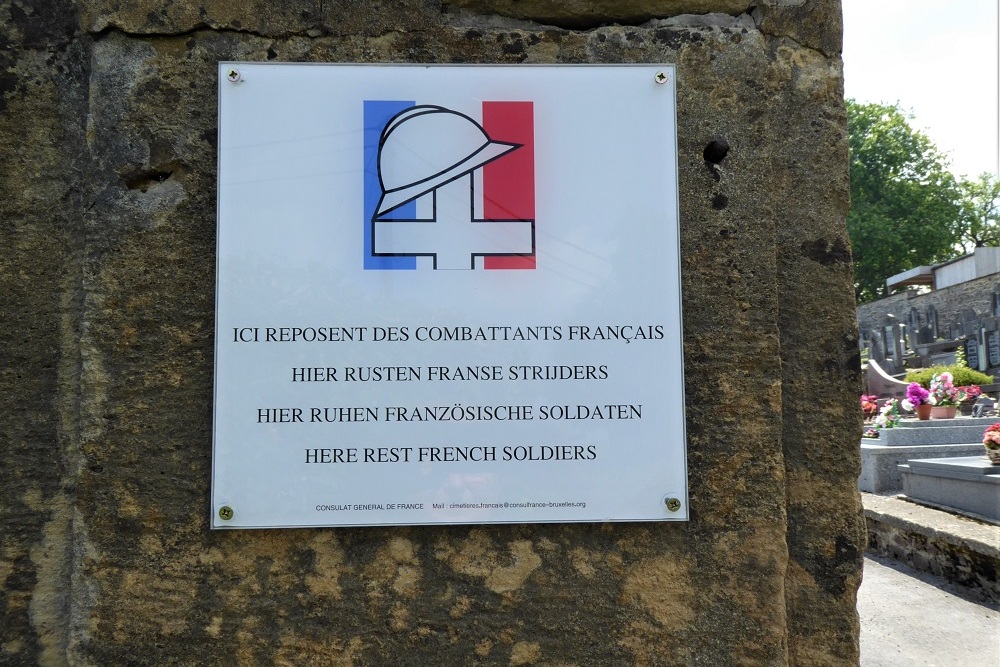 ICI REPOSENT DES COMBATTANTS FRANÇAIS
HIER RUSTEN FRANSE STRIJDERS
HIER RUHEN FRANZÖSISCHE SOLDATEN
HERE REST FRENCH SOLDIERS
CONSULAT GENERAL DE FRANCE Mail : cimetieres.francais@consulfrance-bruxelles.org